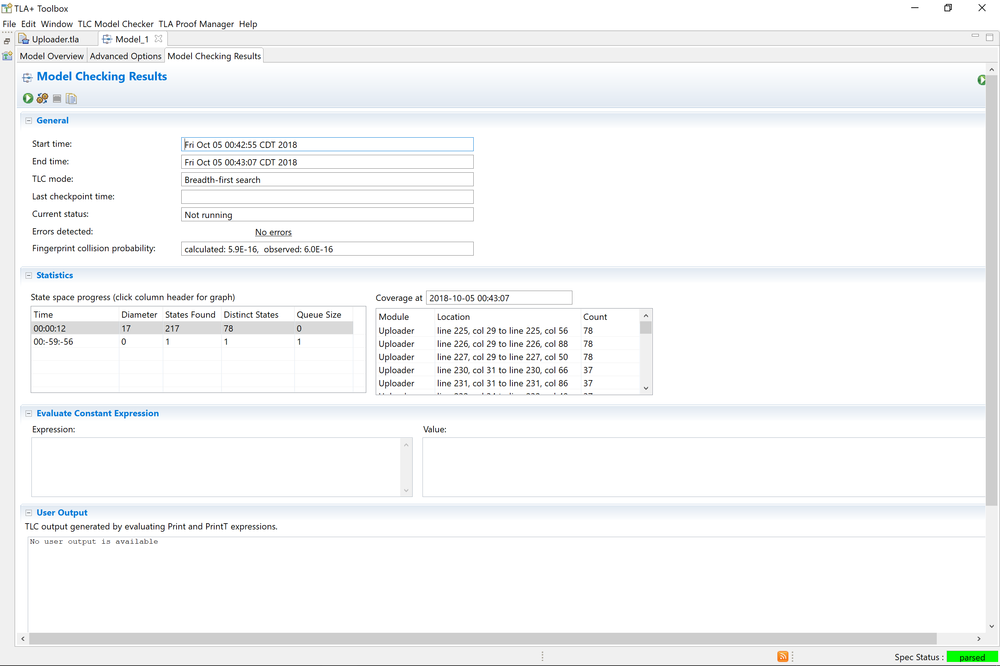 TLA+ Toolbox
File Edit Window TLC Model Checker TLA Proof Manager Help
Uploader.tla Model_1
Model Overview Advanced Options Model Checking Results
Model Checking Results
General
Start time: Fri Oct 05 00:42:55 CDT 2018
End time: Fri Oct 05 00:43:07 CDT 2018
TLC mode: Breadth-first search
Last checkpoint time:
Current status: Not running
Errors detected: No errors
Fingerprint collision probability: calculated: 5.9E-16, observed: 6.0E-16
Statistics
State space progress (click column header for graph)
Time Diameter States Found Distinct States Queue Size
00:00:12 17 217 78 0
00:-59:-56 0 1 1 1
Coverage at 2018-10-05 00:43:07
Module Location Count
Uploader line 225, col 29 to line 225, col 56 78
Uploader line 226, col 29 to line 226, col 88 78
Uploader line 227, col 29 to line 227, col 50 78
Uploader line 230, col 31 to line 230, col 66 37
Uploader line 231, col 31 to line 231, col 86 37
Evaluate Constant Expression
Expression: Value:
User Output
TLC output generated by evaluating Print and PrintT expressions.
No user output is available
Spec Status : parsed